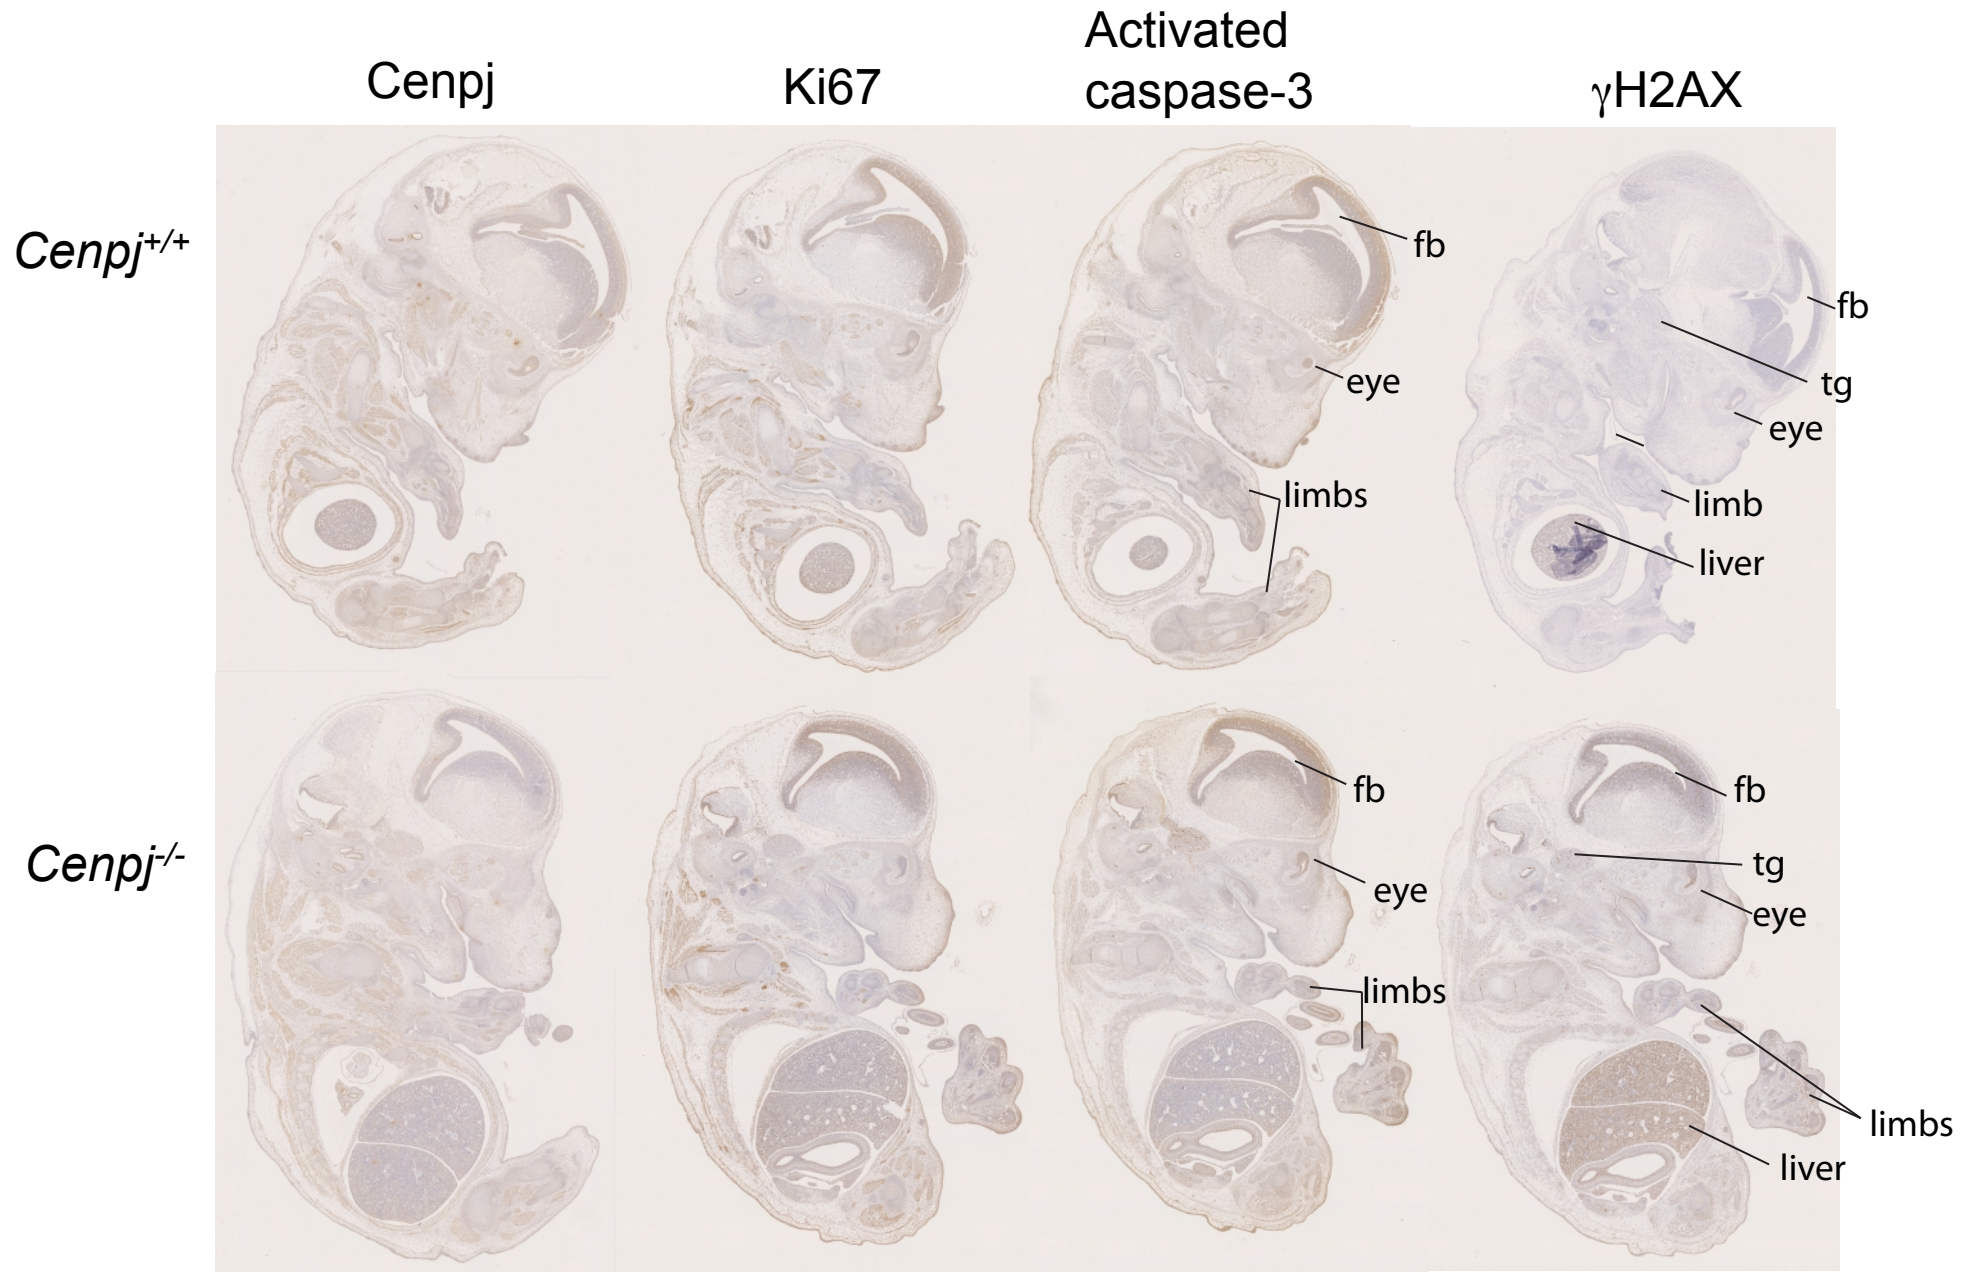 Cenpj
Ki67
Activated
caspase-3
γH2AX
Cenpj+/+
fb
eye
limbs
fb
tg
eye
limb
liver
Cenpj-/-
fb
eye
limbs
fb
tg
eye
limbs
liver